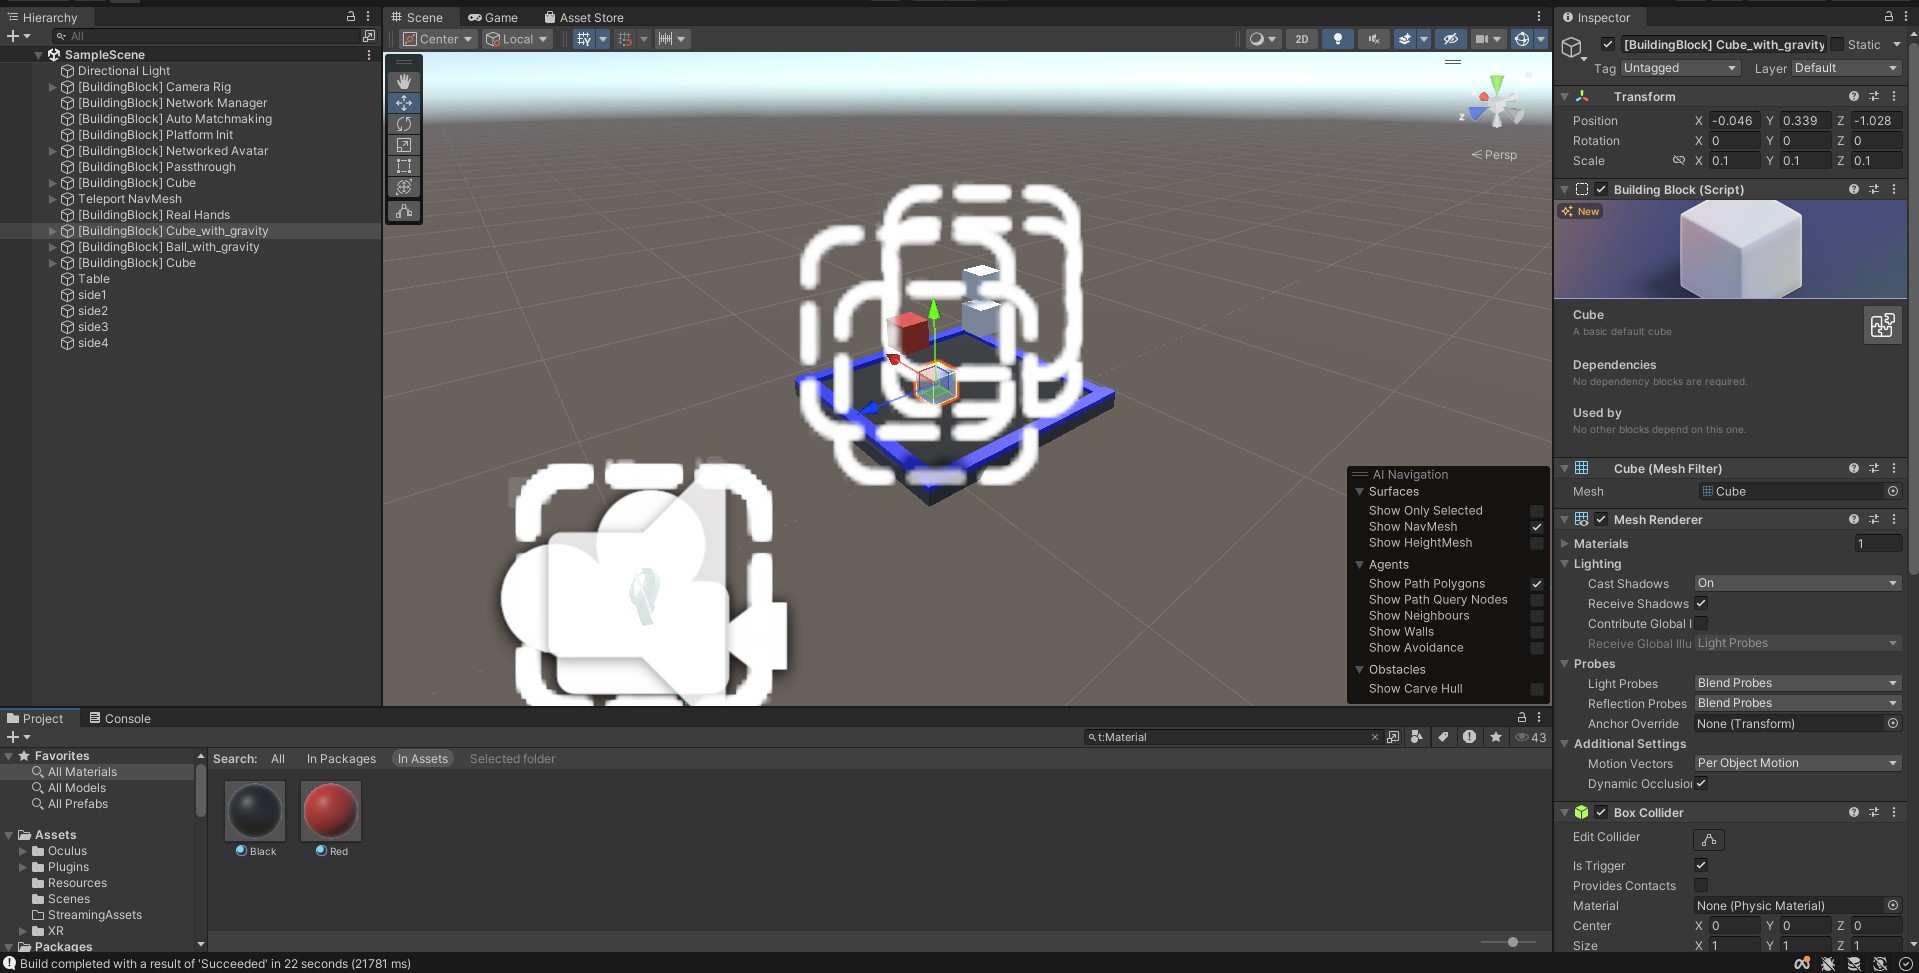 Hierarchy
All
SampleScene
Directional Light
[BuildingBlock] Camera Rig
[BuildingBlock] Network Manager
[BuildingBlock] Auto Matchmaking
[BuildingBlock] Platform Init
[BuildingBlock] Networked Avatar
[BuildingBlock] Passthrough
[BuildingBlock] Cube
Teleport NavMesh
[BuildingBlock] Real Hands
[BuildingBlock] Cube_with_gravity
[BuildingBlock] Ball_with_gravity
[BuildingBlock] Cube
Table
side1
side2
side3
side4
Scene Game Asset Store
Center Local 2D
z
Persp
AI Navigation
Surfaces
Show Only Selected
Show NavMesh
Show HeightMesh
Agents
Show Path Polygons
Show Path Query Nodes
Show Neighbours
Show Walls
Show Avoidance
Obstacles
Show Carve Hull
Inspector
[BuildingBlock] Cube_with_gravity Static
Tag Untagged Layer Default
Transform
Position X -0.046 Y 0.339 Z -1.028
Rotation X 0 Y 0 Z 0
Scale X 0.1 Y 0.1 Z 0.1
Building Block (Script)
New
Cube
A basic default cube
Dependencies
No dependency blocks are required.
Used by
No other blocks depend on this one.
Cube (Mesh Filter)
Mesh Cube
Mesh Renderer
Materials 1
Lighting
Cast Shadows On
Receive Shadows
Contribute Global I
Receive Global Illu Light Probes
Probes
Light Probes Blend Probes
Reflection Probes Blend Probes
Anchor Override None (Transform)
Additional Settings
Motion Vectors Per Object Motion
Dynamic Occlusion
Box Collider
Edit Collider
Is Trigger
Provides Contacts
Material None (Physic Material)
Center X 0 Y 0 Z 0
Size X 1 Y 1 Z 1
Project Console
t:Material 43
Favorites
All Materials
All Models
All Prefabs
Assets
Oculus
Plugins
Resources
Scenes
StreamingAssets
XR
Packages
Search: All In Packages In Assets Selected folder
Black Red
Build completed with a result of 'Succeeded' in 22 seconds (21781 ms)